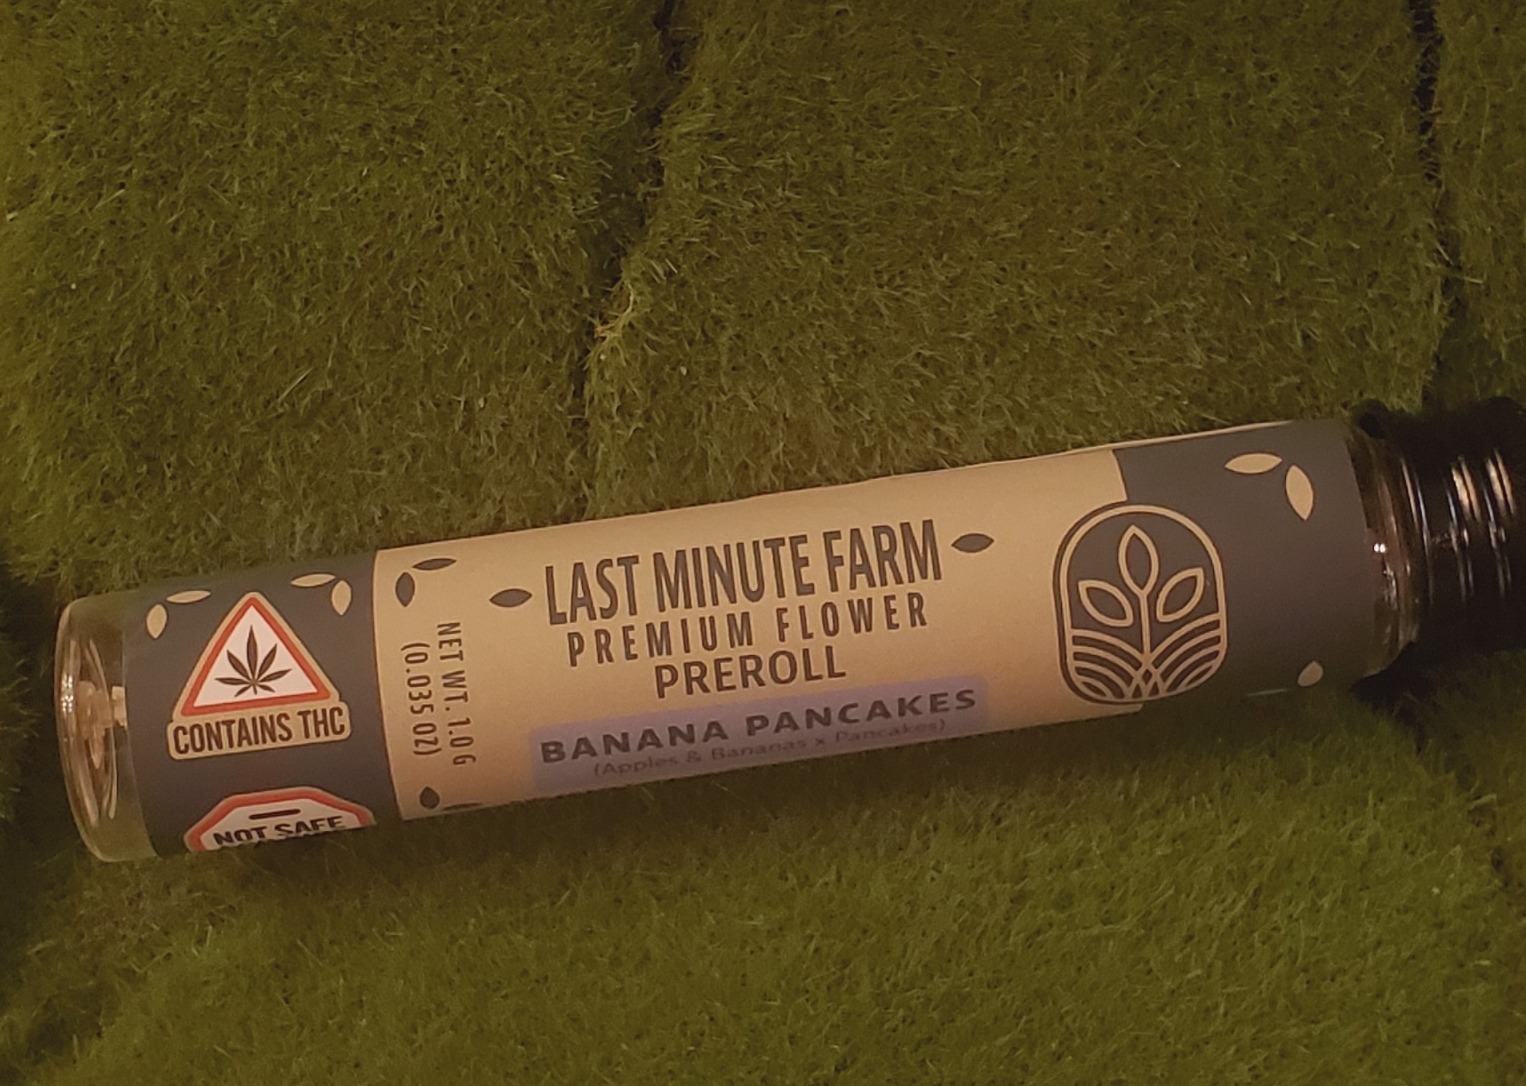 CONTAINS THC
NOT SAFE
NET WT. 1.0 G
(0.035 OZ)
LAST MINUTE FARM
PREMIUM FLOWER
PREROLL
BANANA PANCAKES
(Apples & Bananas x Pancakes)